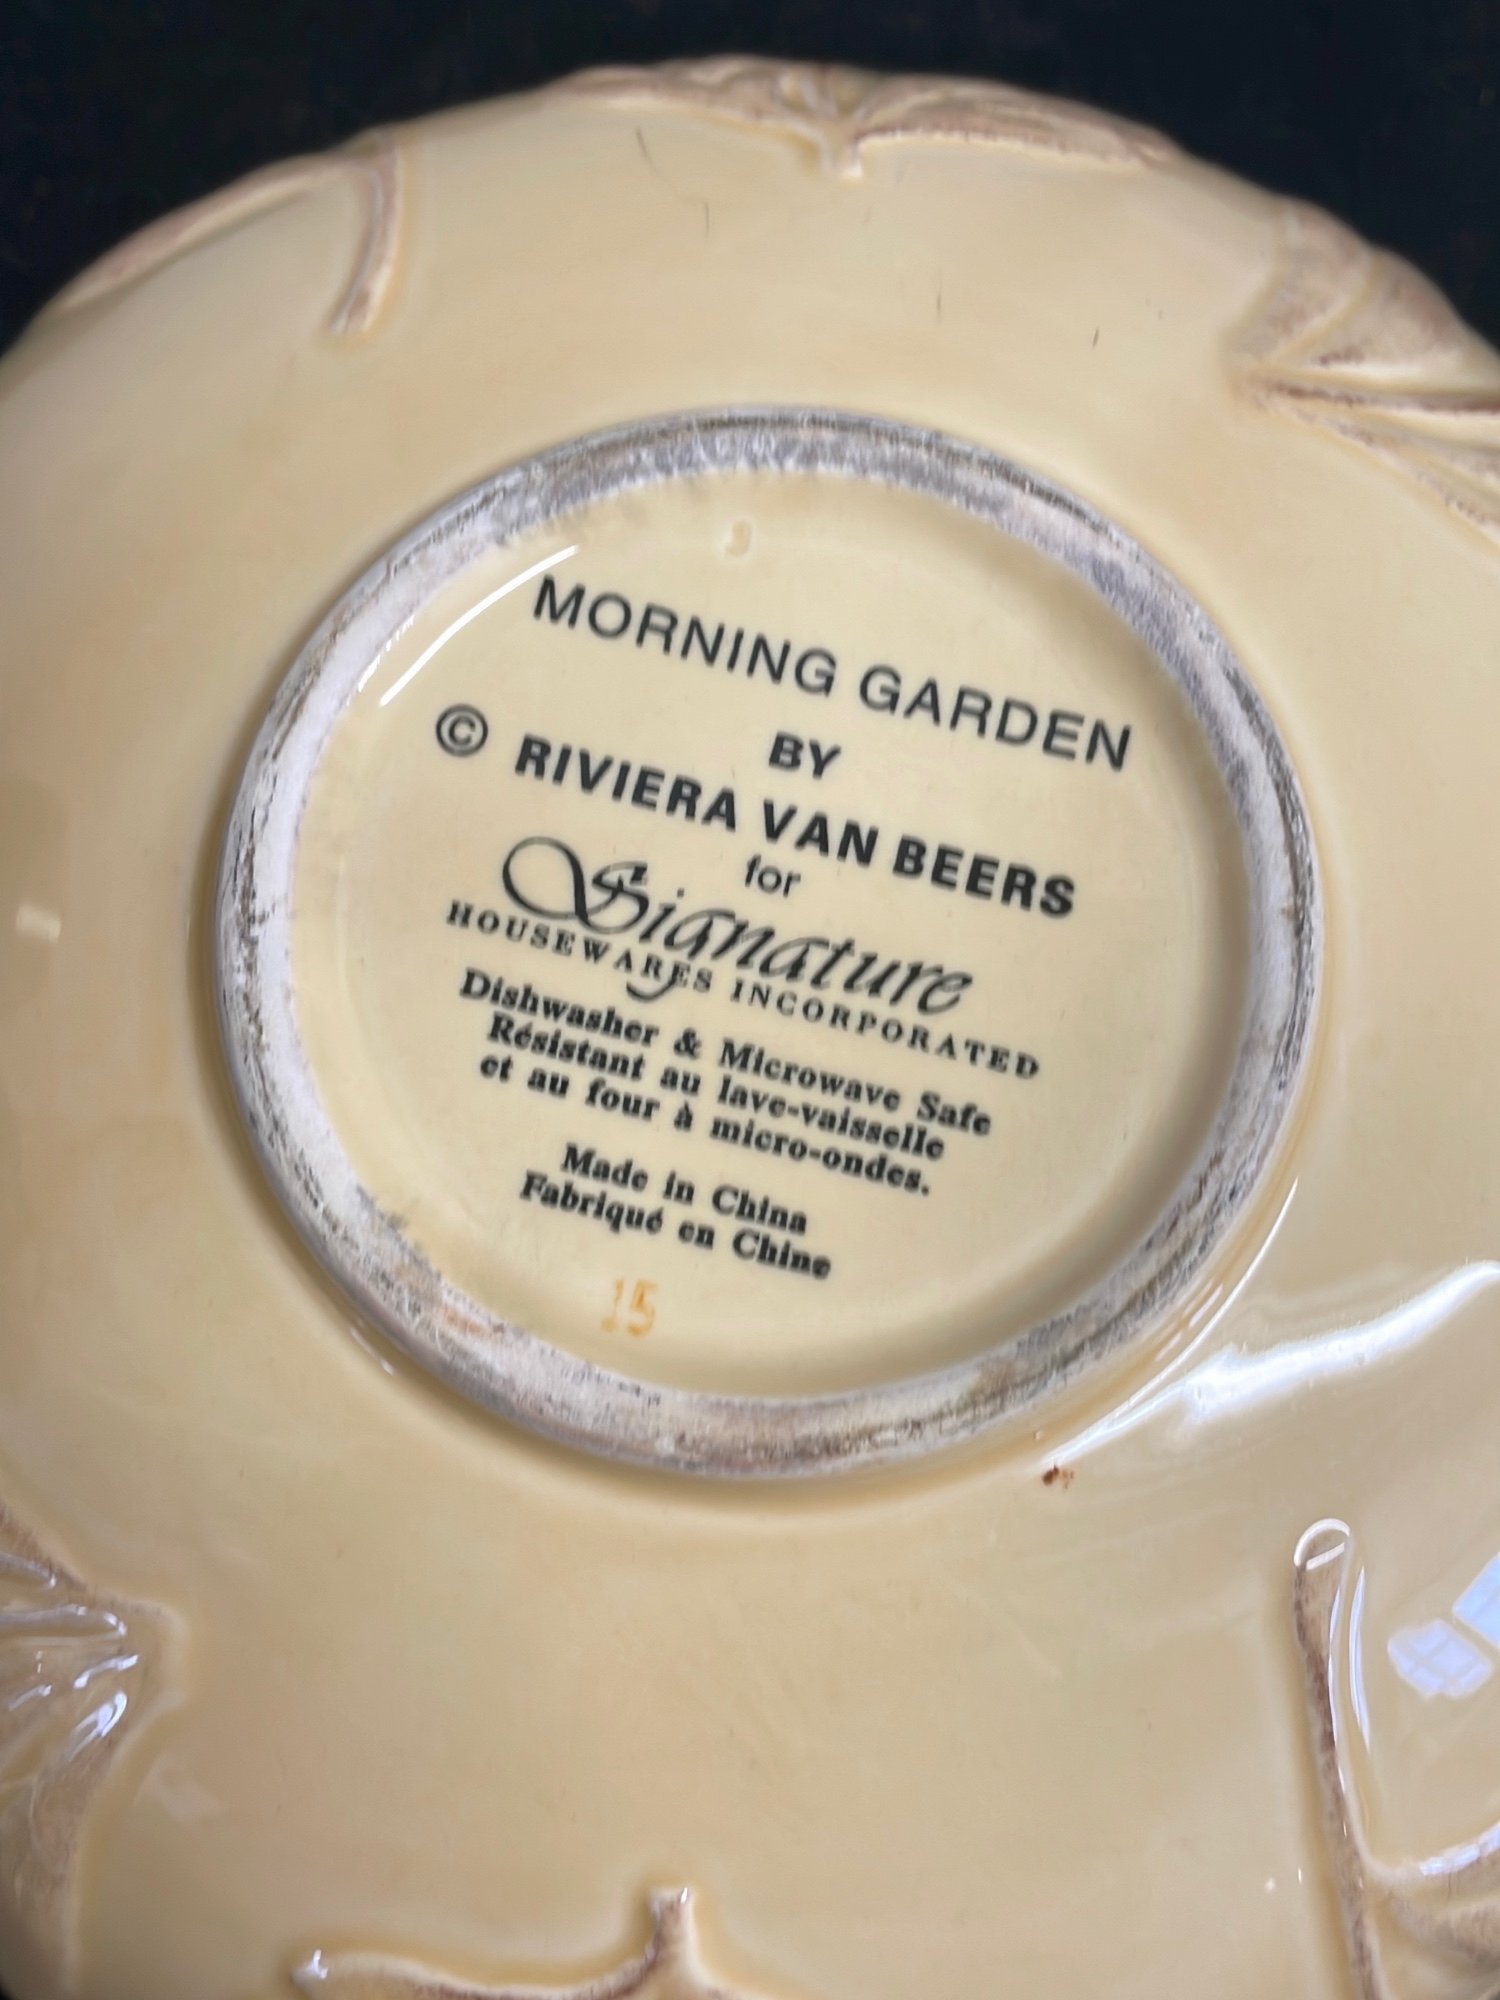 MORNING GARDEN
BY
© RIVIERA VAN BEERS
for
Signature
HOUSEWARES INCORPORATED
Dishwasher & Microwave Safe
Résistant au lave-vaisselle
et au four à micro-ondes.
Made in China
Fabriqué en Chine
15